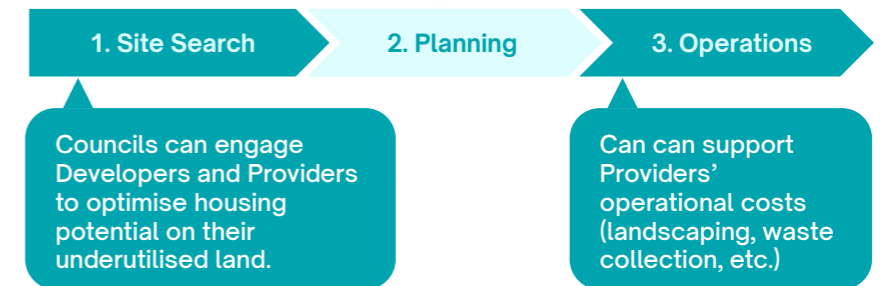 1. Site Search
2. Planning
3. Operations
Councils can engage
Developers and Providers
to optimise housing
potential on their
underutilised land.
Can can support
Providers’
operational costs
(landscaping, waste
collection, etc.)